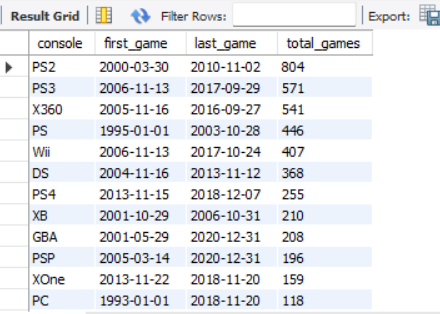 Result Grid Filter Rows: Export:
console first_game last_game total_games
PS2 2000-03-30 2010-11-02 804
PS3 2006-11-13 2017-09-29 571
X360 2005-11-16 2016-09-27 541
PS 1995-01-01 2003-10-28 446
Wii 2006-11-13 2017-10-24 407
DS 2004-11-16 2013-11-12 368
PS4 2013-11-15 2018-12-07 255
XB 2001-10-29 2006-10-31 210
GBA 2001-05-29 2020-12-31 208
PSP 2005-03-14 2020-12-31 196
XOne 2013-11-22 2018-11-20 159
PC 1993-01-01 2018-11-20 118